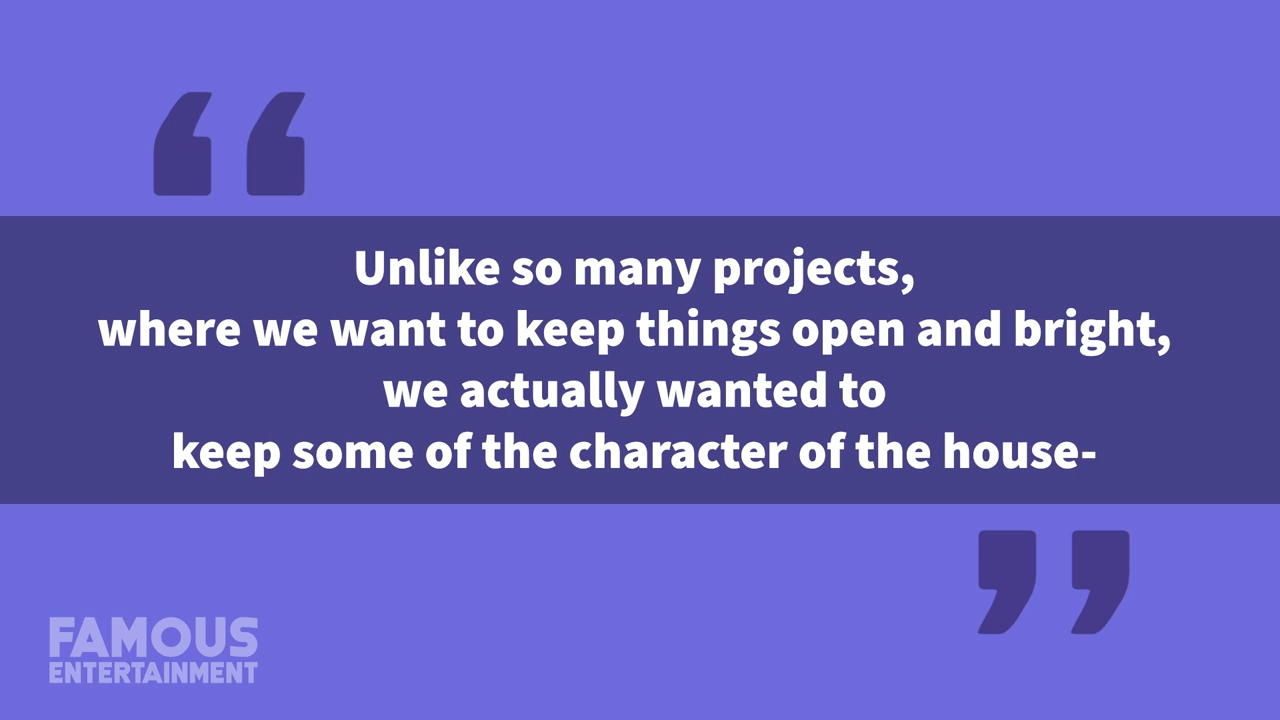 Unlike so many projects,
where we want to keep things open and bright,
we actually wanted to
keep some of the character of the house-
FAMOUS
ENTERTAINMENT